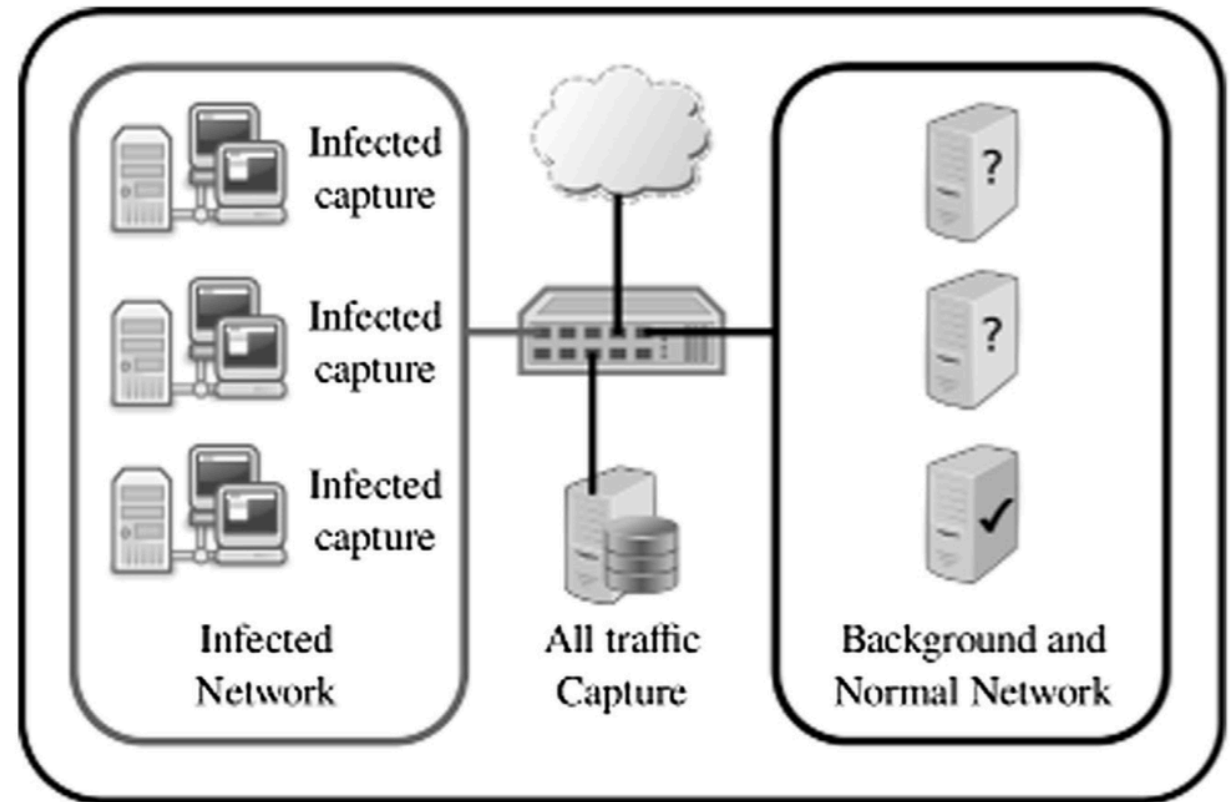 Infected
capture
Infected
capture
Infected
capture
Infected
Network
All traffic
Capture
?
?
✓
Background and
Normal Network